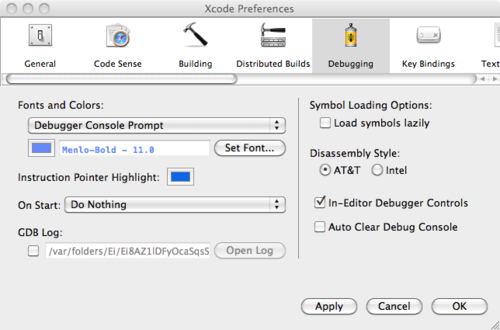 Xcode Preferences
General
Code Sense
Building
Distributed Builds
Debugging
Key Bindings
Text
Fonts and Colors:
Debugger Console Prompt
Menlo-Bold - 11.0
Set Font...
Instruction Pointer Highlight:
On Start:
Do Nothing
GDB Log:
/var/folders/Ei/Ei8AZ1lDFyOcaSqsS
Open Log
Symbol Loading Options:
Load symbols lazily
Disassembly Style:
AT&T
Intel
In-Editor Debugger Controls
Auto Clear Debug Console
Apply
Cancel
OK